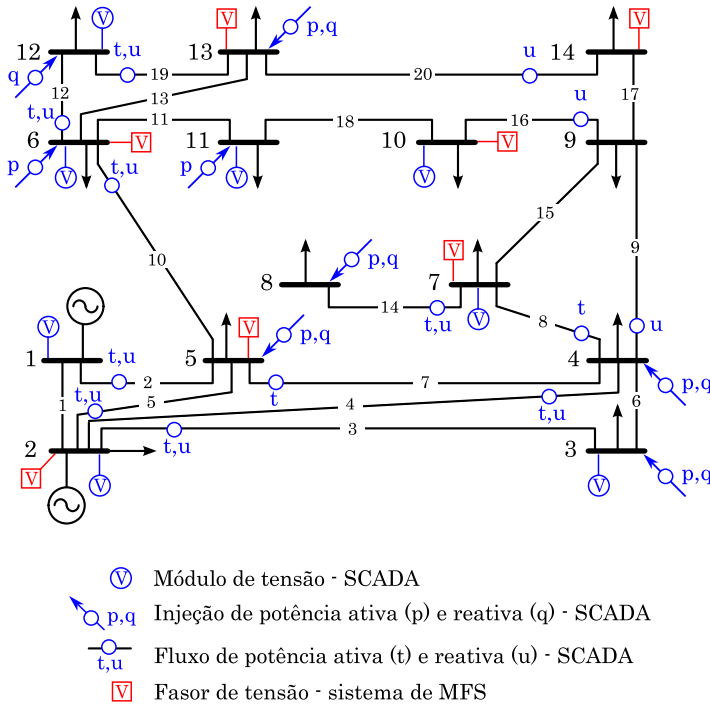 V V V
12 t,u 13 p,q u 14
q 19 20
12 13 17
t,u 11 u 16
6 V 11 18 10 V 9
p V t,u p V V
15
10 9
V
8 p,q 7
14 t,u V 8 t
V V p,q u
1 t,u 5 4
2 t 7 p,q
1 t,u 5 4 t,u 6
2 3 3
V V t,u V p,q
V Módulo de tensão - SCADA
p,q Injeção de potência ativa (p) e reativa (q) - SCADA
t,u Fluxo de potência ativa (t) e reativa (u) - SCADA
V Fasor de tensão - sistema de MFS